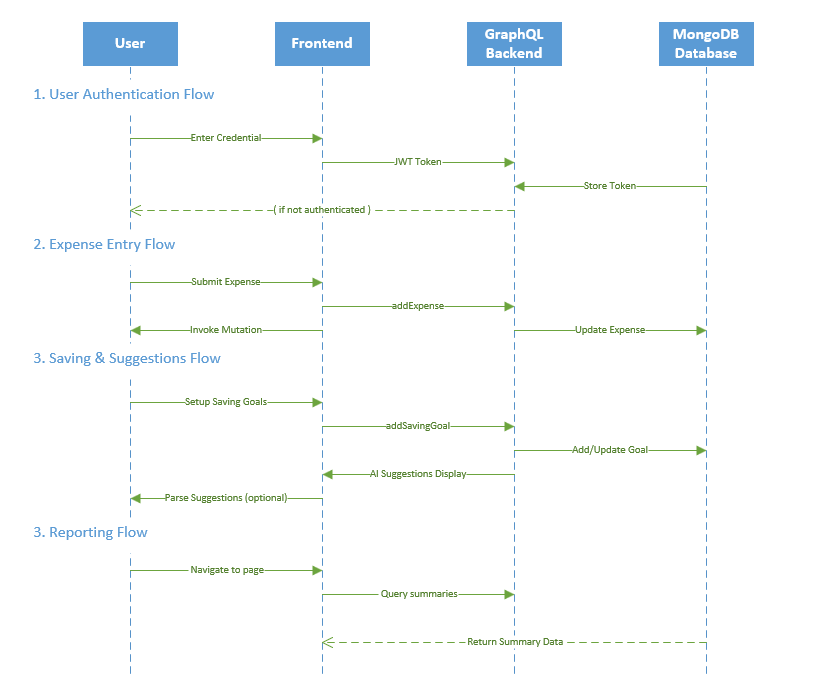 User
Frontend
GraphQL
Backend
MongoDB
Database
1. User Authentication Flow
Enter Credential
JWT Token
Store Token
( if not authenticated )
2. Expense Entry Flow
Submit Expense
addExpense
Invoke Mutation
Update Expense
3. Saving & Suggestions Flow
Setup Saving Goals
addSavingGoal
Add/Update Goal
AI Suggestions Display
Parse Suggestions (optional)
3. Reporting Flow
Navigate to page
Query summaries
Return Summary Data